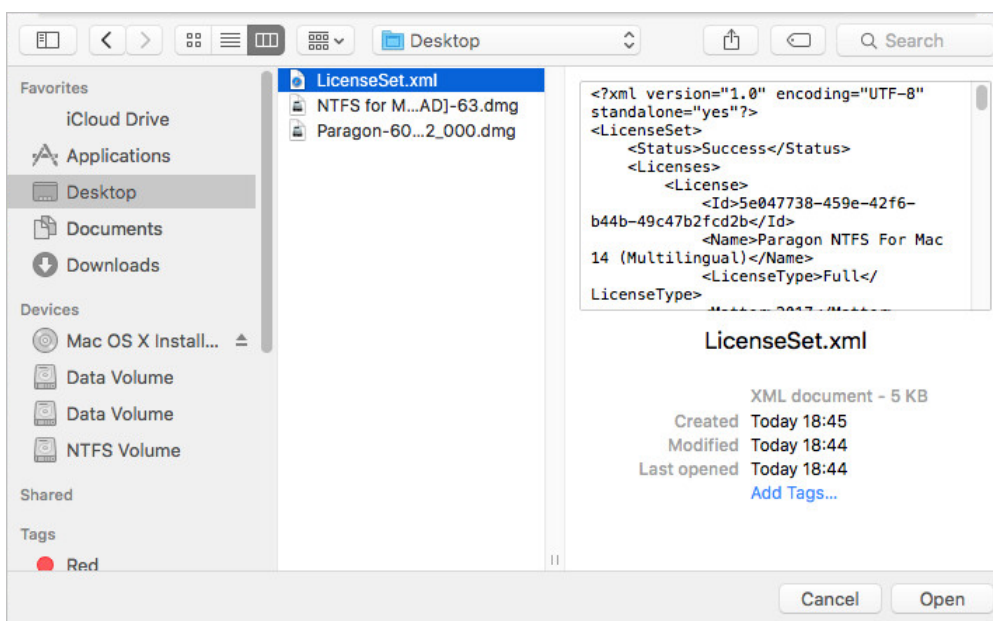 Desktop
Search
Favorites
iCloud Drive
Applications
Desktop
Documents
Downloads
Devices
Mac OS X Install...
Data Volume
Data Volume
NTFS Volume
Shared
Tags
Red
LicenseSet.xml
NTFS for M...AD]-63.dmg
Paragon-60...2_000.dmg
<?xml version="1.0" encoding="UTF-8"
standalone="yes"?>
<LicenseSet>
<Status>Success</Status>
<Licenses>
<License>
<Id>5e047738-459e-42f6-
b44b-49c47b2fcd2b</Id>
<Name>Paragon NTFS For Mac
14 (Multilingual)</Name>
<LicenseType>Full</
LicenseType>
LicenseSet.xml
XML document - 5 KB
Created Today 18:45
Modified Today 18:44
Last opened Today 18:44
Add Tags...
Cancel
Open